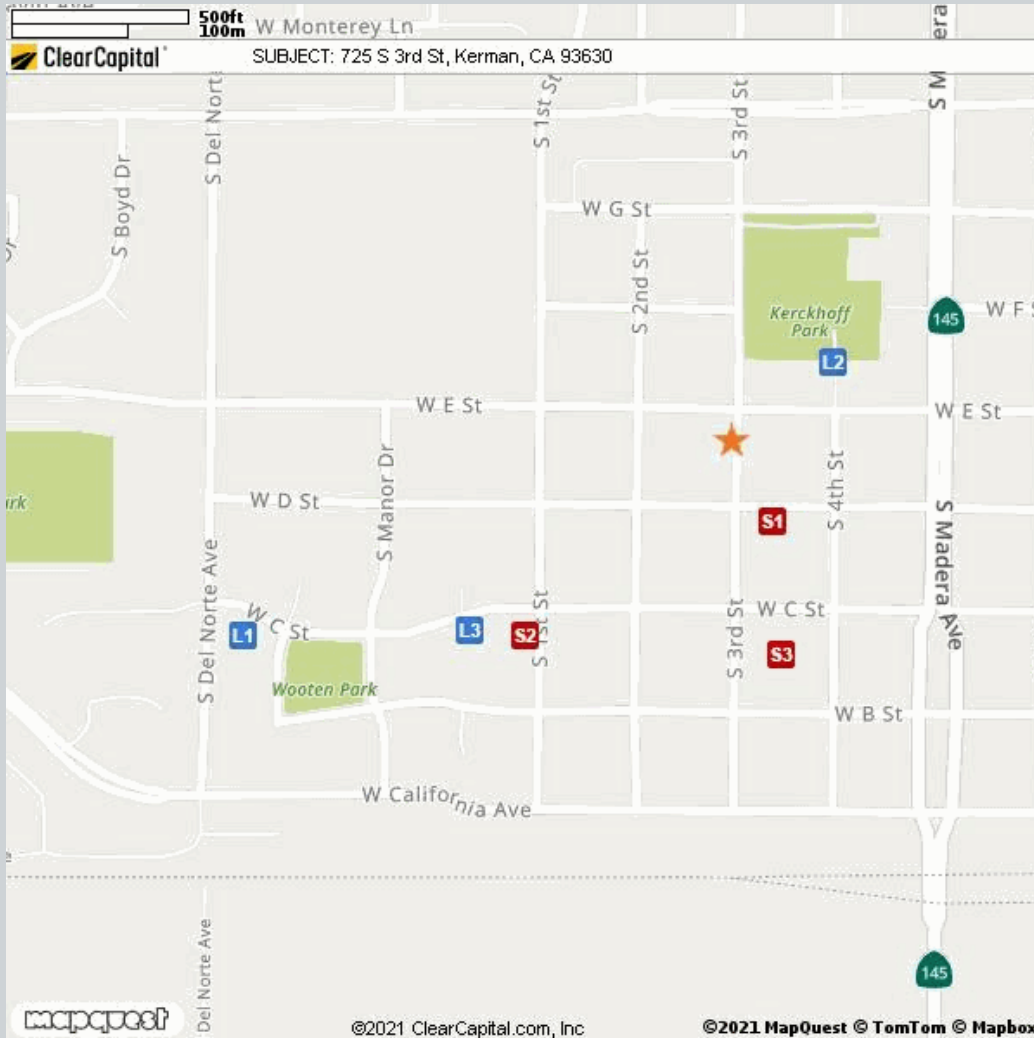 500ft
100m
W Monterey Ln
ClearCapital
SUBJECT: 725 S 3rd St, Kerman, CA 93630
S Del Nort
S 1st St
S 3rd St
S M
era
S Boyd Dr
W G St
S 2nd St
Kerckhoff
Park
145
W F S
L2
W E St
W E St
S Manor Dr
S 4th St
W D St
S1
S Madera Ave
S Del Norte Ave
W C St
L1
L3
S2
S 1st St
S 3rd St
W C St
S3
Wooten Park
W B St
W California Ave
Del Norte Ave
145
mapquest
©2021 ClearCapital.com, Inc
©2021 MapQuest © TomTom © Mapbox